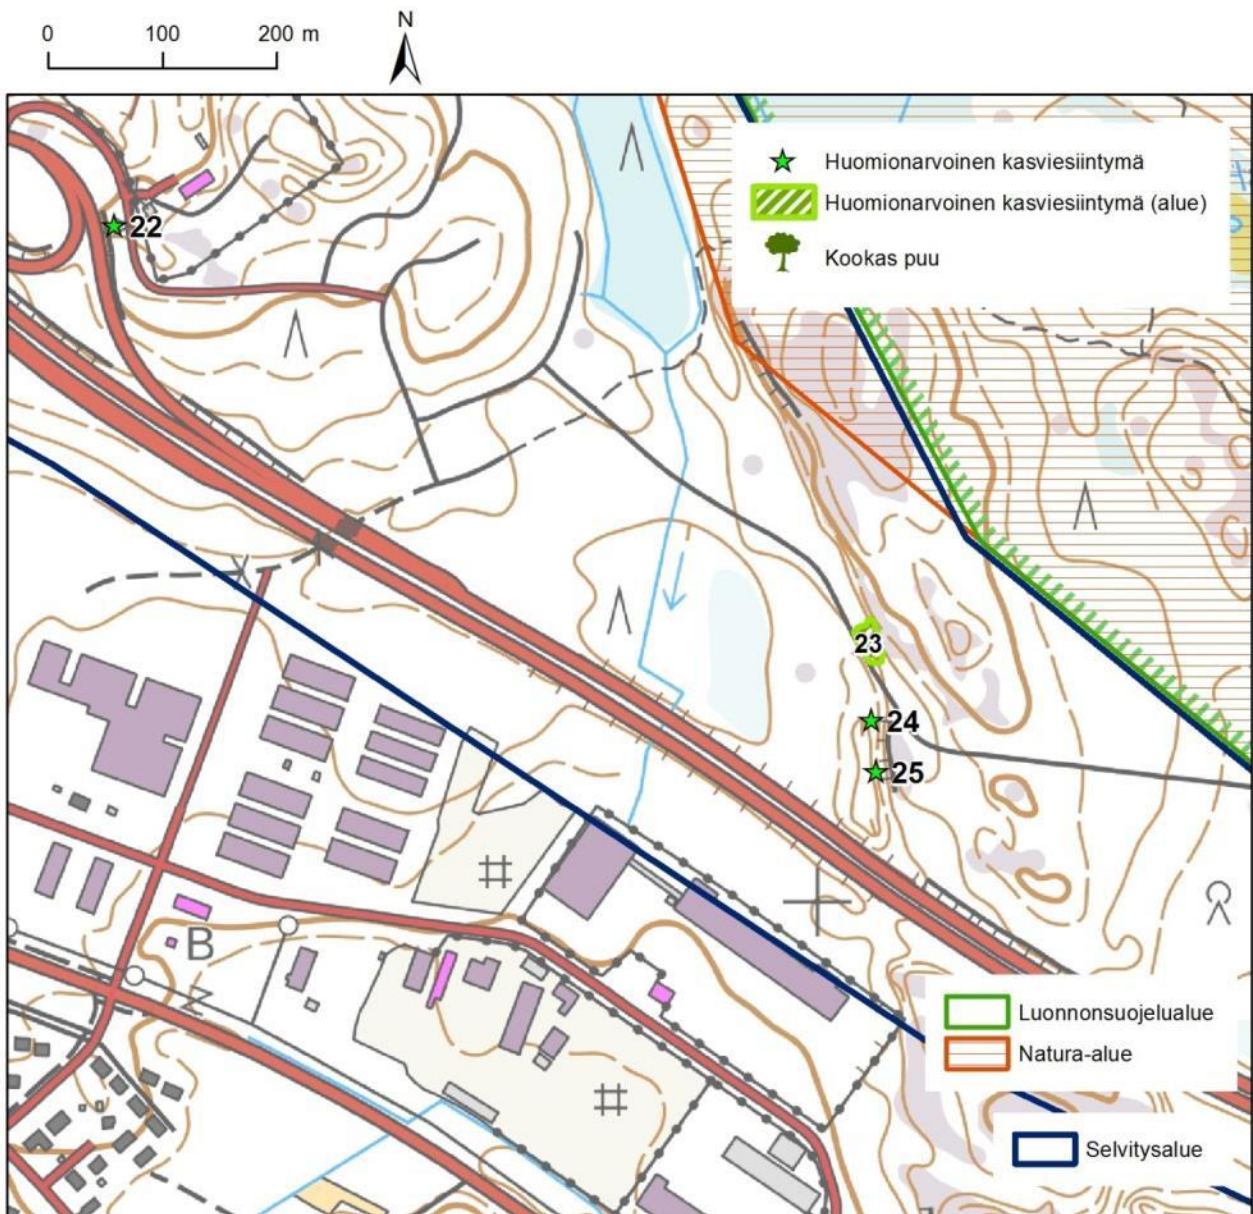 0 100 200 m
N
Huomionarvoinen kasviesiintymä
Huomionarvoinen kasviesiintymä (alue)
Kookas puu
22
23
24
25
B
Luonnonsuojelualue
Natura-alue
Selvitysalue